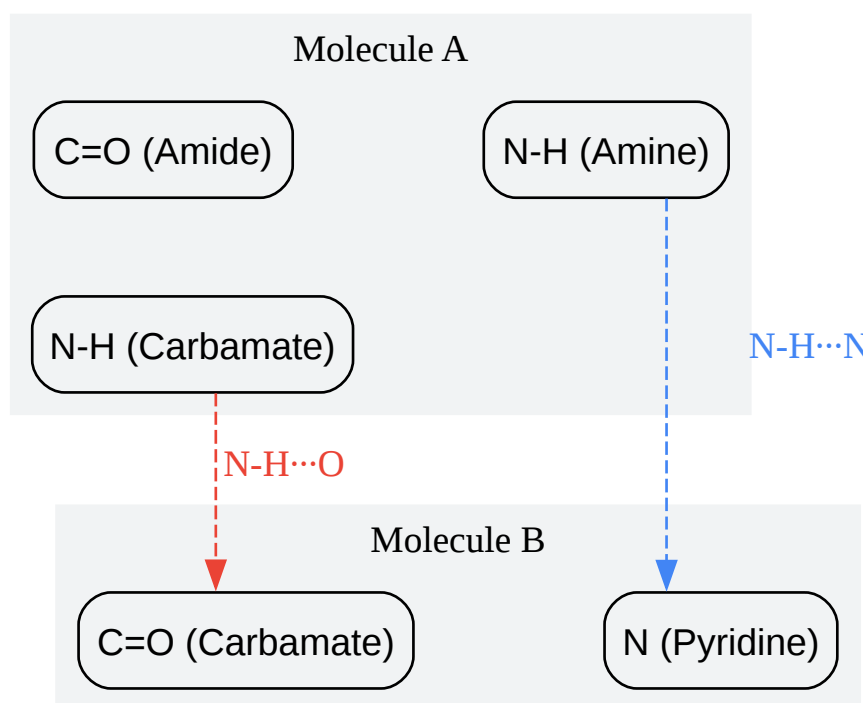 Molecule A
C=O (Amide)
N-H (Amine)
N-H (Carbamate)
N-H···N
N-H···O
Molecule B
C=O (Carbamate)
N (Pyridine)